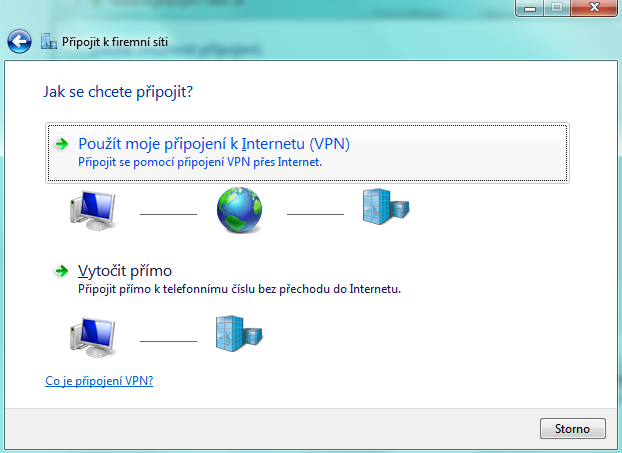 Připojit k firemní síti
Jak se chcete připojit?
Použít moje připojení k Internetu (VPN)
Připojit se pomocí připojení VPN přes Internet.
Vytočit přímo
Připojit přímo k telefonnímu číslu bez přechodu do Internetu.
Co je připojení VPN?
Storno